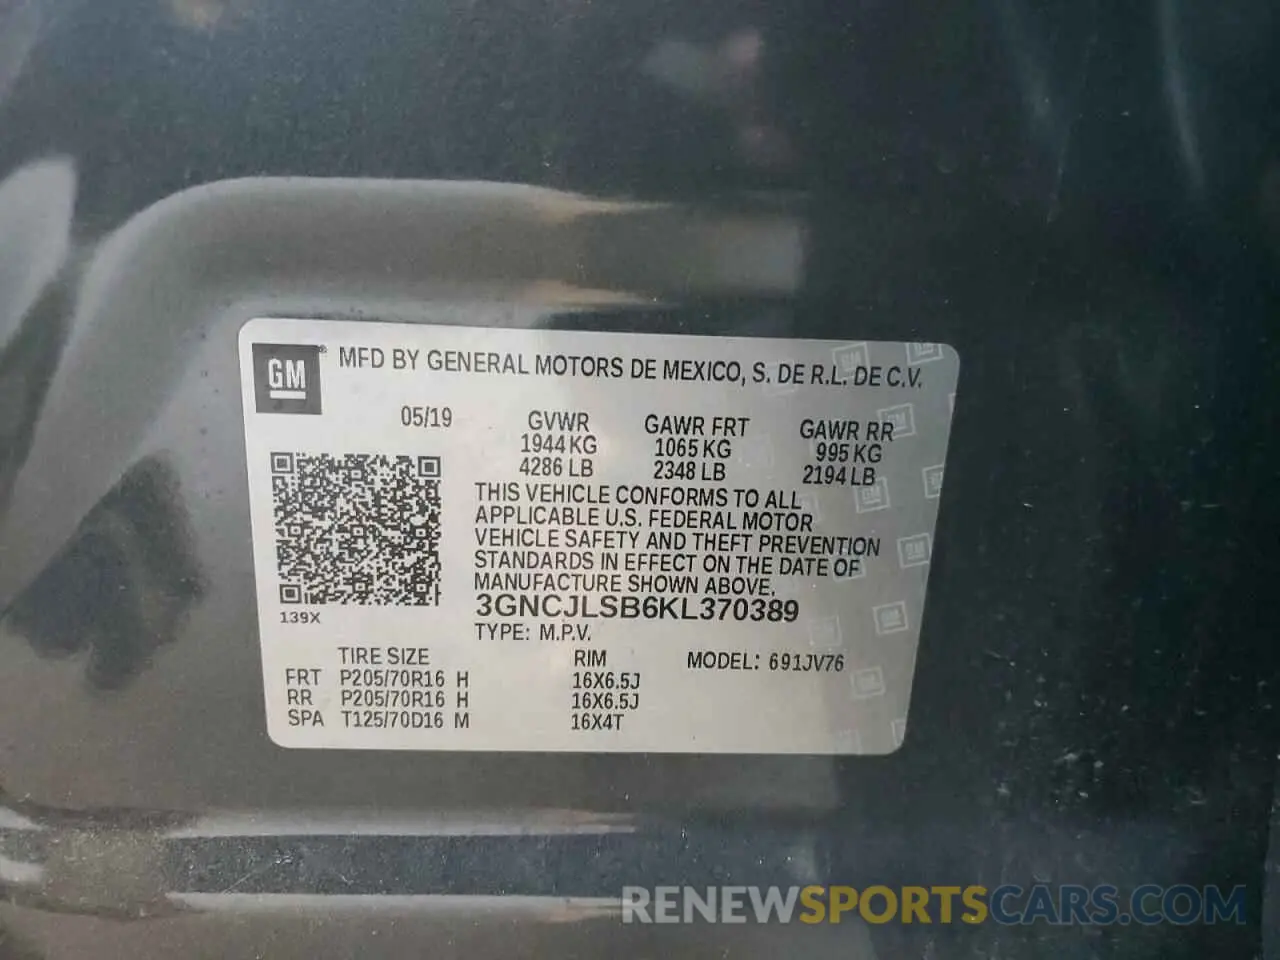 GM® MFD BY GENERAL MOTORS DE MEXICO, S. DE R.L. DE C.V.
05/19 GVWR GAWR FRT GAWR RR
1944 KG 1065 KG 995 KG
4286 LB 2348 LB 2194 LB
THIS VEHICLE CONFORMS TO ALL
APPLICABLE U.S. FEDERAL MOTOR
VEHICLE SAFETY AND THEFT PREVENTION
STANDARDS IN EFFECT ON THE DATE OF
MANUFACTURE SHOWN ABOVE.
3GNCJLSB6KL370389
139X
TYPE: M.P.V.
TIRE SIZE RIM MODEL: 691JV76
FRT P205/70R16 H 16X6.5J
RR P205/70R16 H 16X6.5J
SPA T125/70D16 M 16X4T
RENEWSPORTSCARS.COM